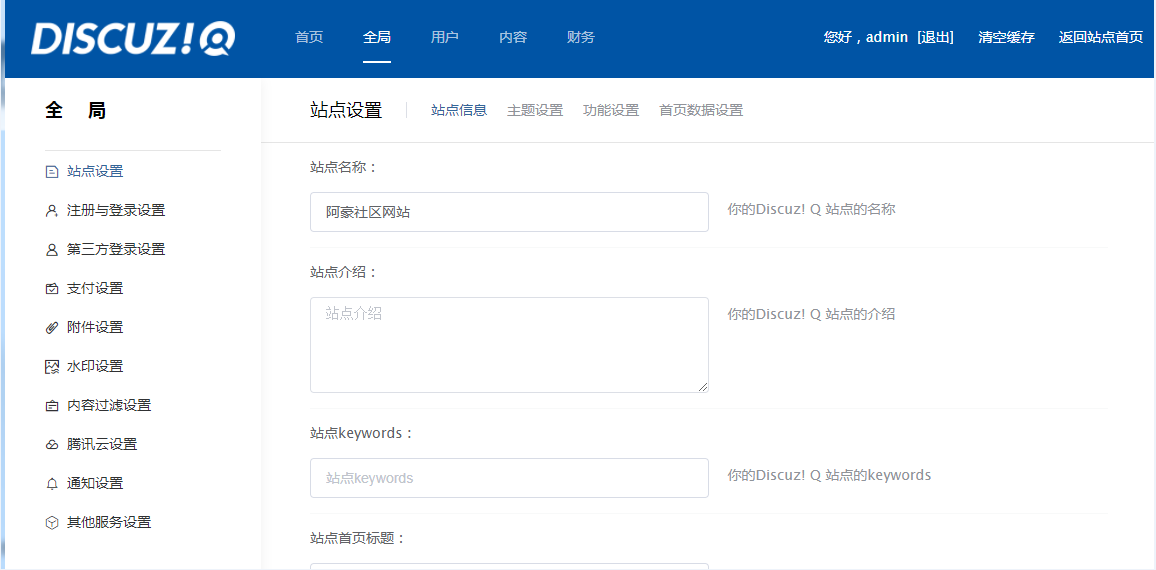 DISCUZ! Q 首页 全局 用户 内容 财务 您好，admin [退出] 清空缓存 返回站点首页
全 局
站点设置
注册与登录设置
第三方登录设置
支付设置
附件设置
水印设置
内容过滤设置
腾讯云设置
通知设置
其他服务设置
站点设置 站点信息 主题设置 功能设置 首页数据设置
站点名称：
阿豪社区网站 你的Discuz! Q 站点的名称
站点介绍：
站点介绍 你的Discuz! Q 站点的介绍
站点keywords：
站点keywords 你的Discuz! Q 站点的keywords
站点首页标题：